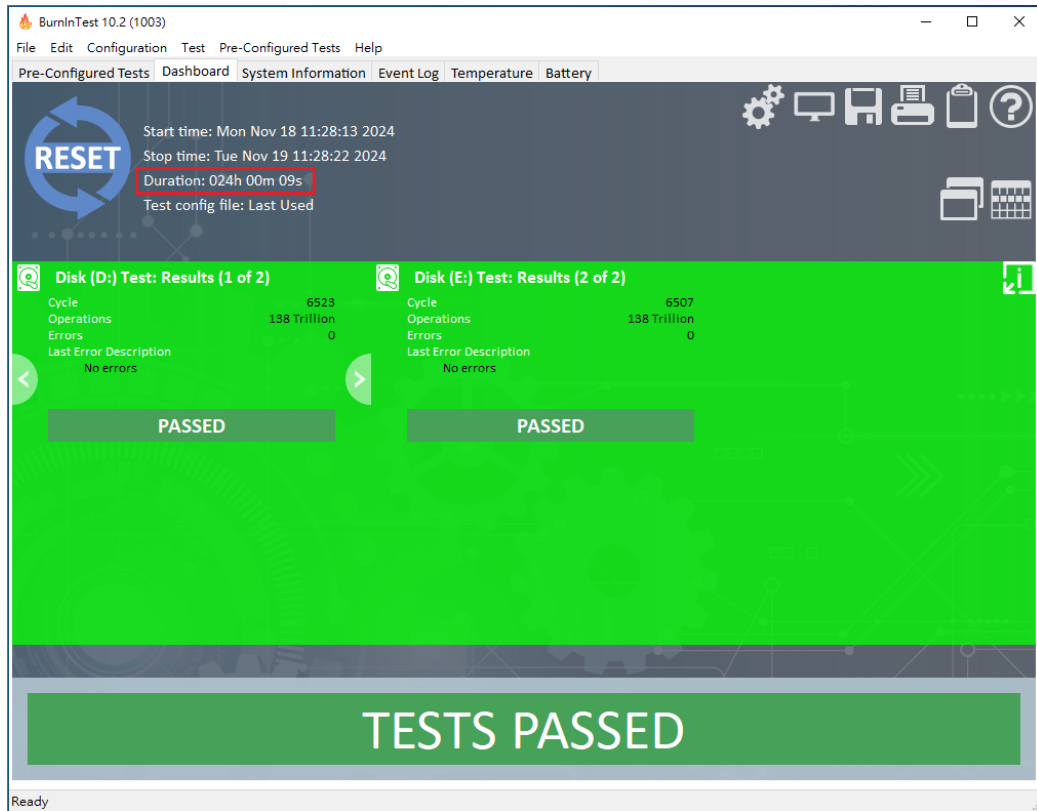 BurnInTest 10.2 (1003)
File Edit Configuration Test Pre-Configured Tests Help
Pre-Configured Tests Dashboard System Information Event Log Temperature Battery
RESET
Start time: Mon Nov 18 11:28:13 2024
Stop time: Tue Nov 19 11:28:22 2024
Duration: 024h 00m 09s
Test config file: Last Used
Disk (D:) Test: Results (1 of 2)
Cycle 6523
Operations 138 Trillion
Errors 0
Last Error Description
No errors
PASSED
Disk (E:) Test: Results (2 of 2)
Cycle 6507
Operations 138 Trillion
Errors 0
Last Error Description
No errors
PASSED
TESTS PASSED
Ready